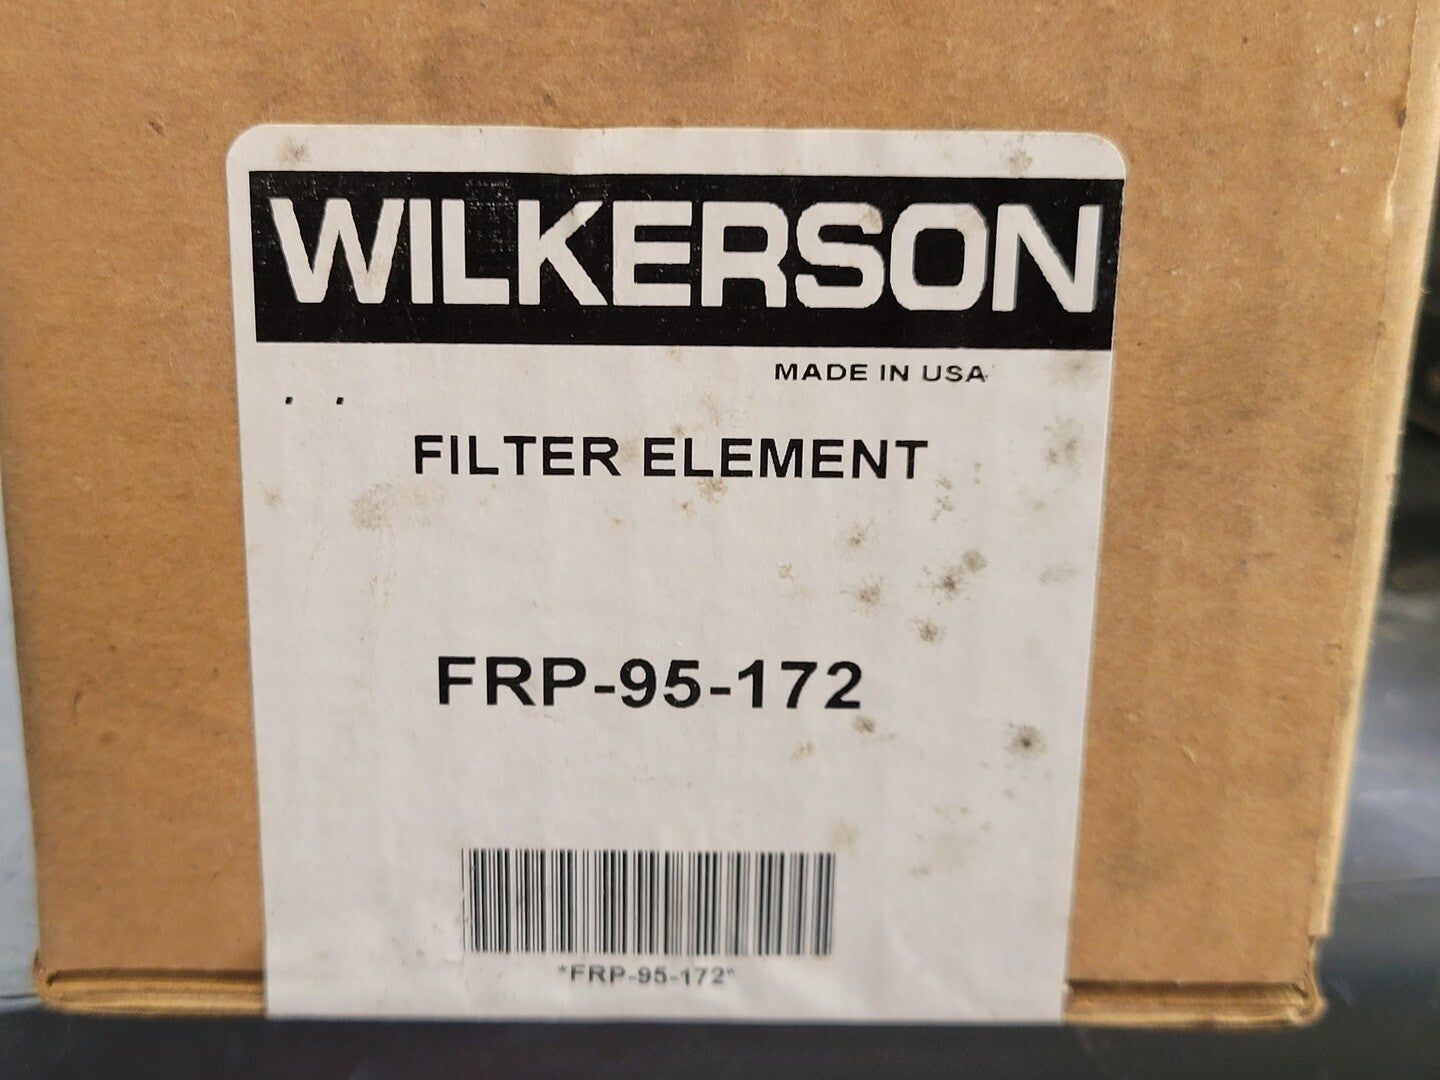 WILKERSON
MADE IN USA
FILTER ELEMENT
FRP-95-172
*FRP-95-172*